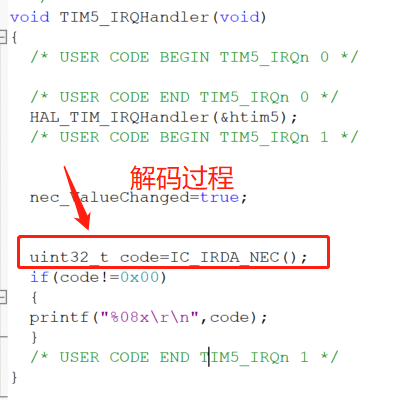 void TIM5_IRQHandler(void)
{
/* USER CODE BEGIN TIM5_IRQn 0 */
/* USER CODE END TIM5_IRQn 0 */
HAL_TIM_IRQHandler(&htim5);
/* USER CODE BEGIN TIM5_IRQn 1 */
解码过程
nec_ValueChanged=true;
uint32_t code=IC_IRDA_NEC();
if(code!=0x00)
{
printf("%08x\r\n",code);
}
/* USER CODE END TIM5_IRQn 1 */
}